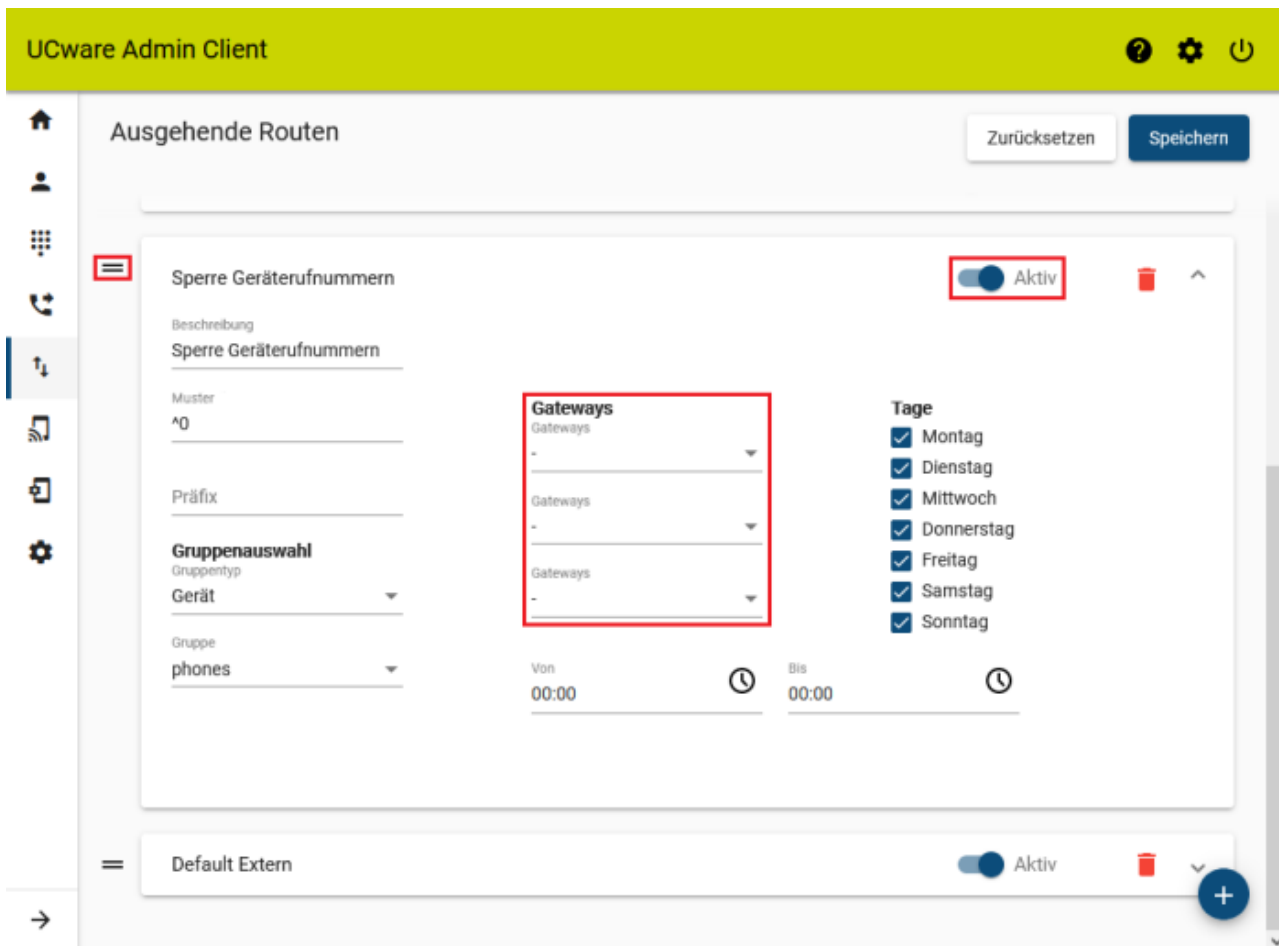 UCware Admin Client
Ausgehende Routen
Zurücksetzen
Speichern
Sperre Geräterufnummern
Aktiv
Beschreibung
Sperre Geräterufnummern
Muster
^0
Präfix
Gruppenauswahl
Gruppentyp
Gerät
Gruppe
phones
Gateways
Gateways
-
Gateways
-
Gateways
-
Von
00:00
Bis
00:00
Tage
Montag
Dienstag
Mittwoch
Donnerstag
Freitag
Samstag
Sonntag
Default Extern
Aktiv